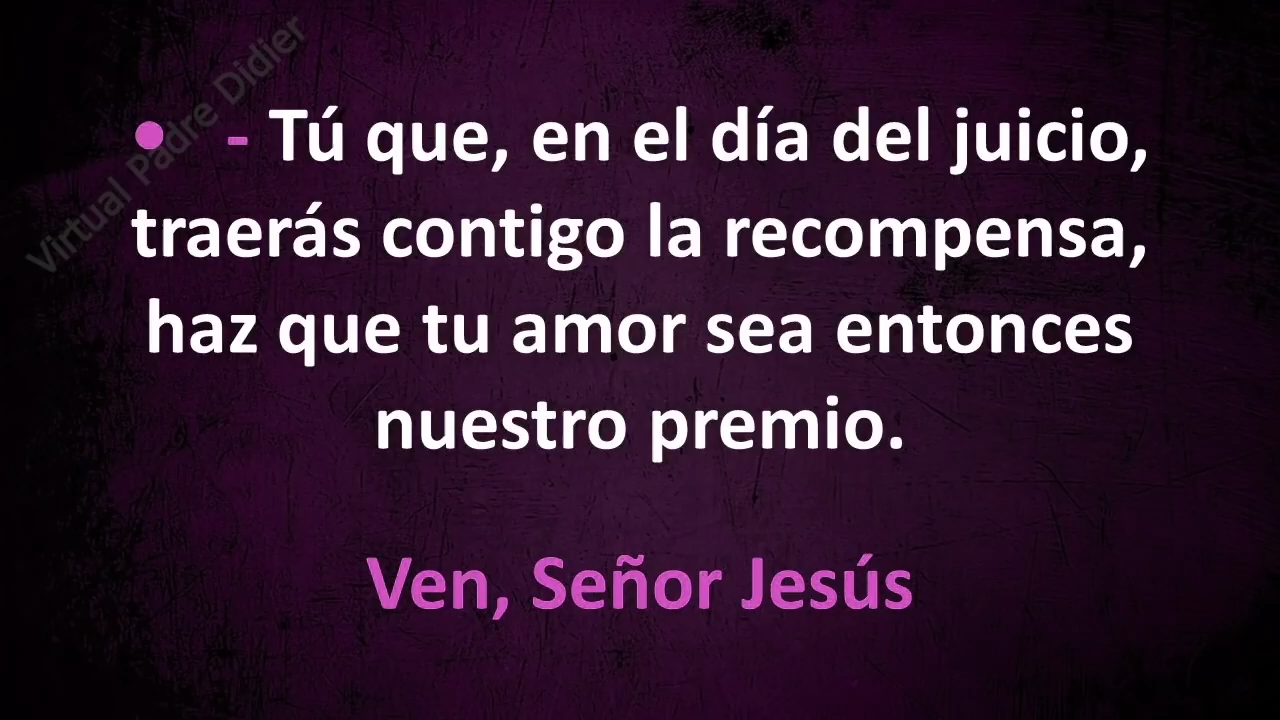 Virtual Padre Didier
• - Tú que, en el día del juicio,
traerás contigo la recompensa,
haz que tu amor sea entonces
nuestro premio.
Ven, Señor Jesús